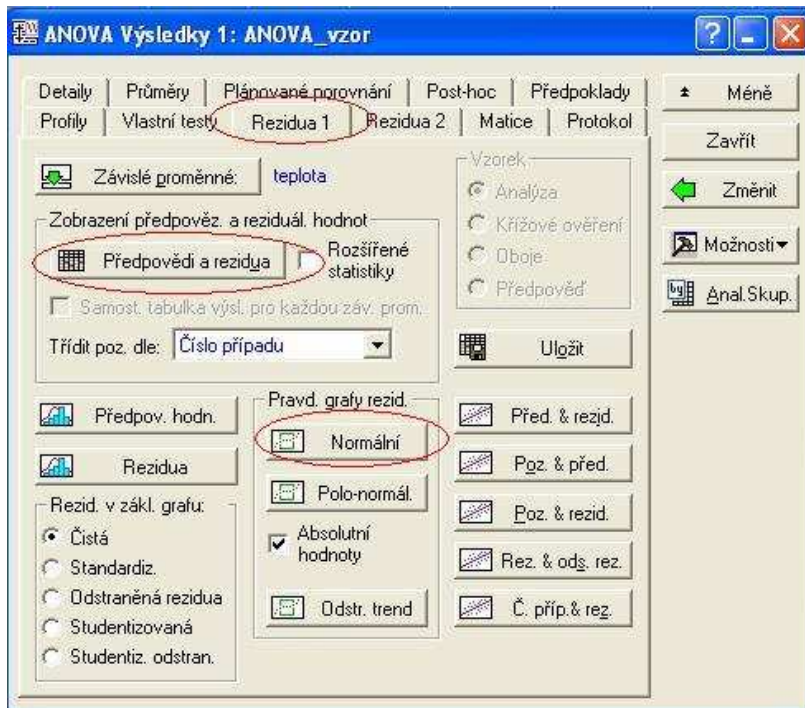 ANOVA Výsledky 1: ANOVA_vzor
Detaily Průměry Plánované porovnání Post-hoc Předpoklady
Profily Vlastní testy Rezidua 1 Rezidua 2 Matice Protokol
Méně
Zavřít
Změnit
Možnosti
Anal.Skup.
Závislé proměnné: teplota
Zobrazení předpověz. a reziduál. hodnot
Předpovědi a rezidua
Rozšířené
statistiky
Samost. tabulka výsl. pro každou záv. prom.
Třídit poz. dle: Číslo případu
Vzorek
Analýza
Křížové ověření
Oboje
Předpověď
Uložit
Předpov. hodn.
Rezidua
Rezid. v zákl. grafu:
Čistá
Standardiz.
Odstraněná rezidua
Studentizovaná
Studentiz. odstran.
Pravd. grafy rezid.
Normální
Polo-normál.
Absolutní
hodnoty
Odstr. trend
Před. & rezid.
Poz. & před.
Poz. & rezid.
Rez. & ods. rez.
Č. příp.& rez.